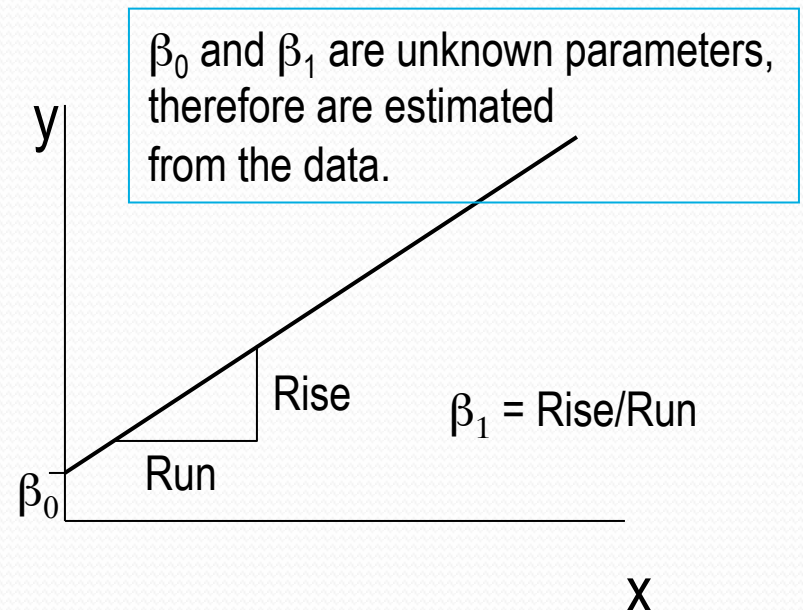 β₀ and β₁ are unknown parameters,
therefore are estimated
from the data.
y
Rise
β₁ = Rise/Run
Run
β₀
x